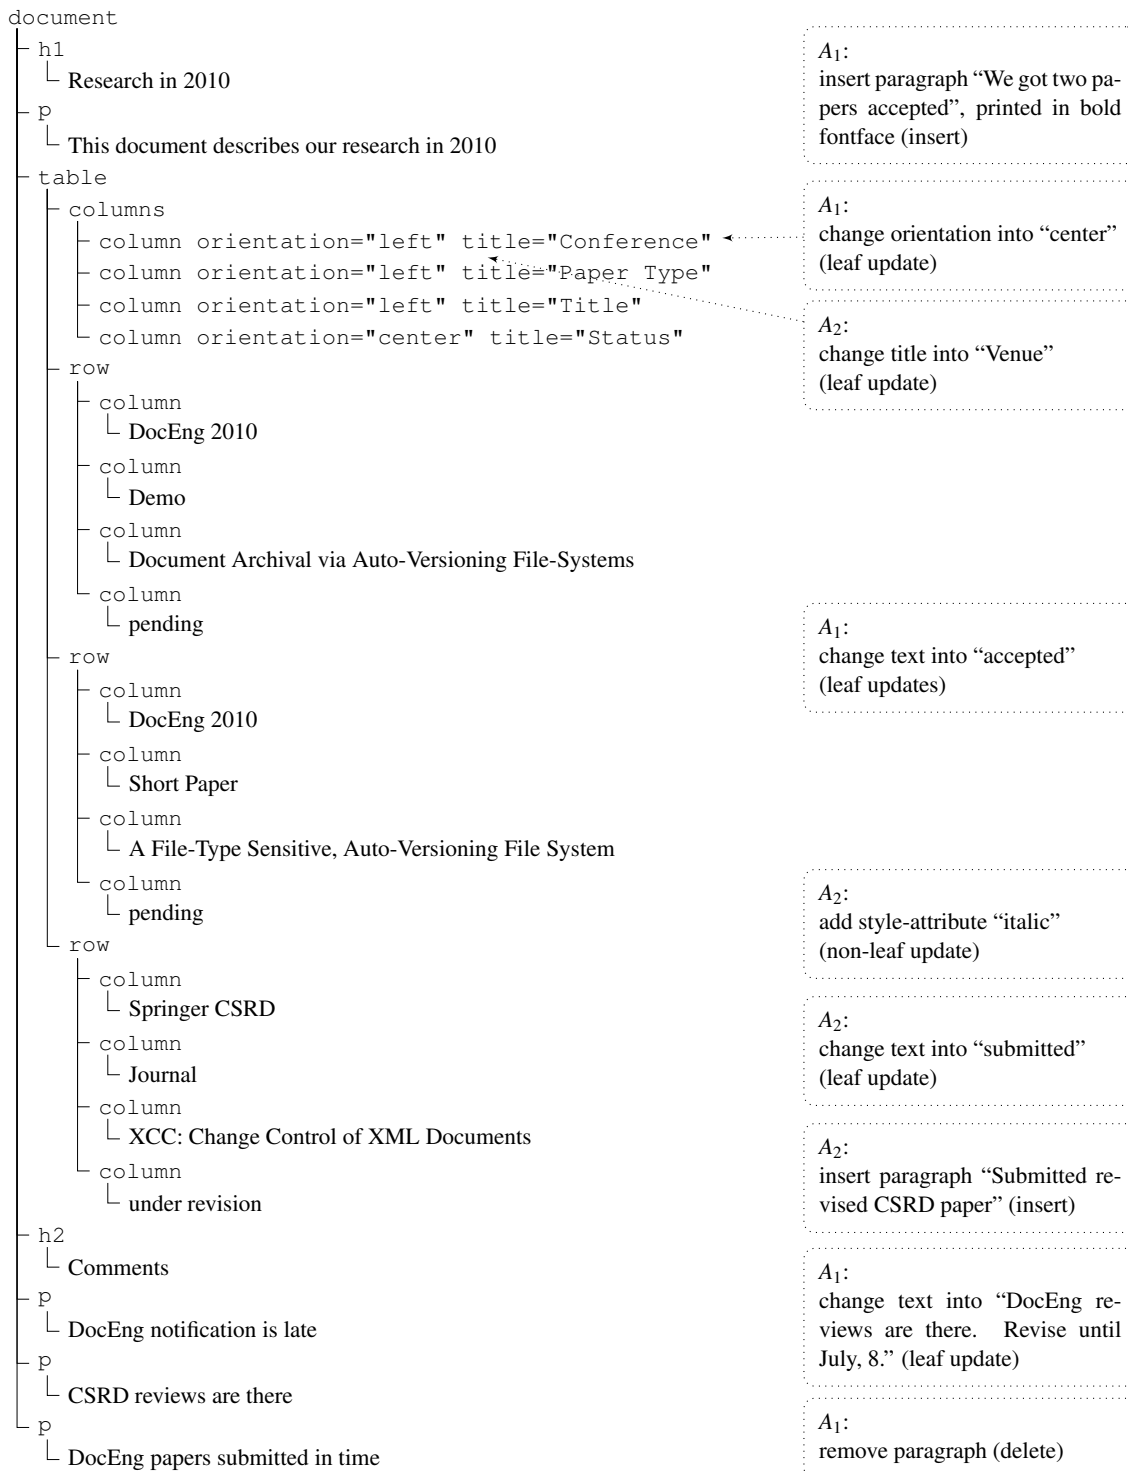 document
h1
Research in 2010
p
This document describes our research in 2010
table
columns
column orientation="left" title="Conference"
column orientation="left" title="Paper Type"
column orientation="left" title="Title"
column orientation="center" title="Status"
row
column
DocEng 2010
column
Demo
column
Document Archival via Auto-Versioning File-Systems
column
pending
row
column
DocEng 2010
column
Short Paper
column
A File-Type Sensitive, Auto-Versioning File System
column
pending
row
column
Springer CSRD
column
Journal
column
XCC: Change Control of XML Documents
column
under revision
h2
Comments
p
DocEng notification is late
p
CSRD reviews are there
p
DocEng papers submitted in time
A1:
insert paragraph “We got two pa-
pers accepted”, printed in bold
fontface (insert)
A1:
change orientation into “center”
(leaf update)
A2:
change title into “Venue”
(leaf update)
A1:
change text into “accepted”
(leaf updates)
A2:
add style-attribute “italic”
(non-leaf update)
A2:
change text into “submitted”
(leaf update)
A2:
insert paragraph “Submitted re-
vised CSRD paper” (insert)
A1:
change text into “DocEng re-
views are there. Revise until
July, 8.” (leaf update)
A1:
remove paragraph (delete)